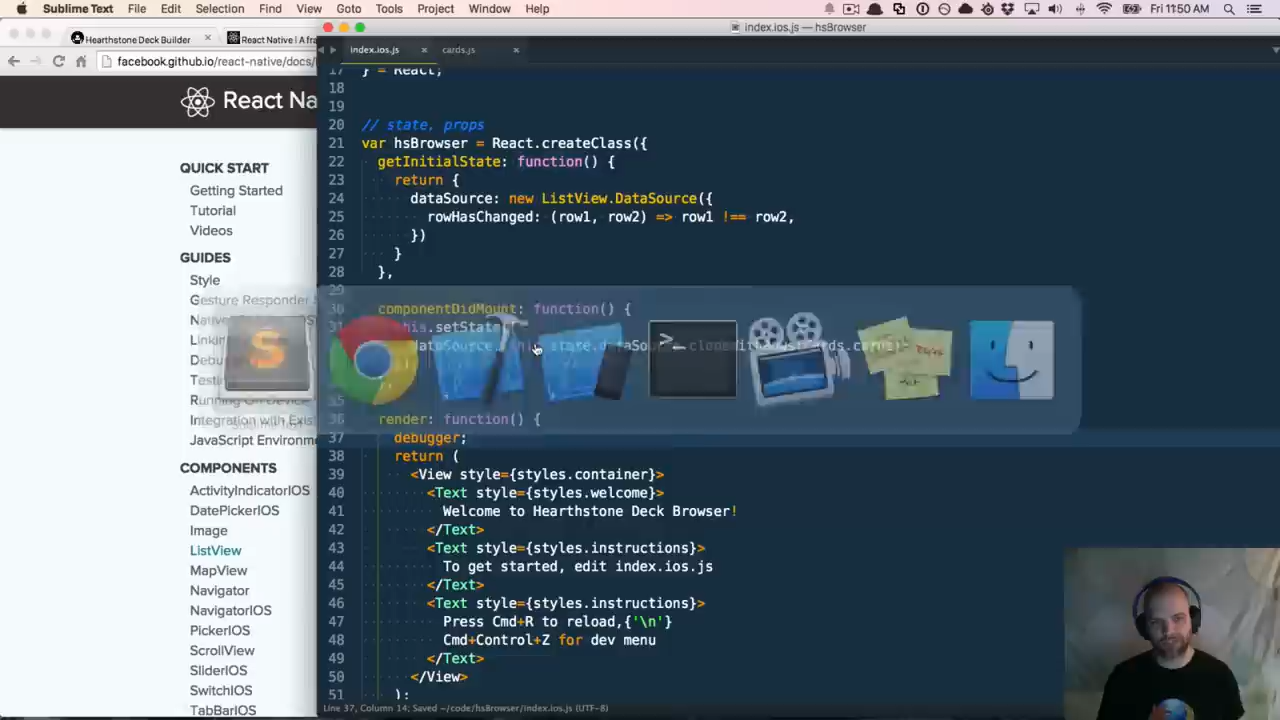 Sublime Text File Edit Selection Find View Goto Tools Project Window Help
Fri 11:50 AM
Hearthstone Deck Builder
React Native | A fra
index.ios.js — hsBrowser
facebook.github.io/react-native/docs/
index.ios.js
cards.js
React Na
QUICK START
Getting Started
Tutorial
Videos
GUIDES
Style
Gesture Responder
JavaScript Environme
COMPONENTS
ActivityIndicatorIOS
DatePickerIOS
Image
ListView
MapView
Navigator
NavigatorIOS
PickerIOS
ScrollView
SliderIOS
SwitchIOS
TabBarIOS
17 } = React;
18
19
20 // state, props
21 var hsBrowser = React.createClass({
22 getInitialState: function() {
23 return {
24 dataSource: new ListView.DataSource({
25 rowHasChanged: (row1, row2) => row1 !== row2,
26 })
27 }
28 },
29
30 componentDidMount: function() {
31 this.setState({
35
36 render: function() {
37 debugger;
38 return (
39 <View style={styles.container}>
40 <Text style={styles.welcome}>
41 Welcome to Hearthstone Deck Browser!
42 </Text>
43 <Text style={styles.instructions}>
44 To get started, edit index.ios.js
45 </Text>
46 <Text style={styles.instructions}>
47 Press Cmd+R to reload,{'\n'}
48 Cmd+Control+Z for dev menu
49 </Text>
50 </View>
51 );
Line 37, Column 14; Saved ~/code/hsBrowser/index.ios.js (UTF-8)